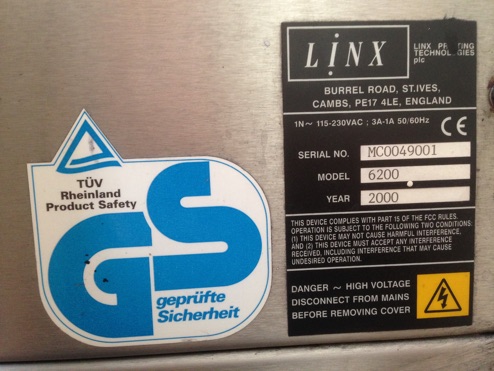 LINX
LINX PRINTING
TECHNOLOGIES
plc
BURREL ROAD, ST.IVES,
CAMBS, PE17 4LE, ENGLAND
1N~ 115-230VAC ; 3A-1A 50/60Hz
CE
SERIAL NO. MC0049001
MODEL 6200
YEAR 2000
THIS DEVICE COMPLIES WITH PART 15 OF THE FCC RULES.
OPERATION IS SUBJECT TO THE FOLLOWING TWO CONDITIONS:
(1) THIS DEVICE MAY NOT CAUSE HARMFUL INTERFERENCE,
AND (2) THIS DEVICE MUST ACCEPT ANY INTERFERENCE
RECEIVED, INCLUDING INTERFERENCE THAT MAY CAUSE
UNDESIRED OPERATION.
DANGER ~ HIGH VOLTAGE
DISCONNECT FROM MAINS
BEFORE REMOVING COVER
TÜV
Rheinland
Product Safety
GS
geprüfte
Sicherheit